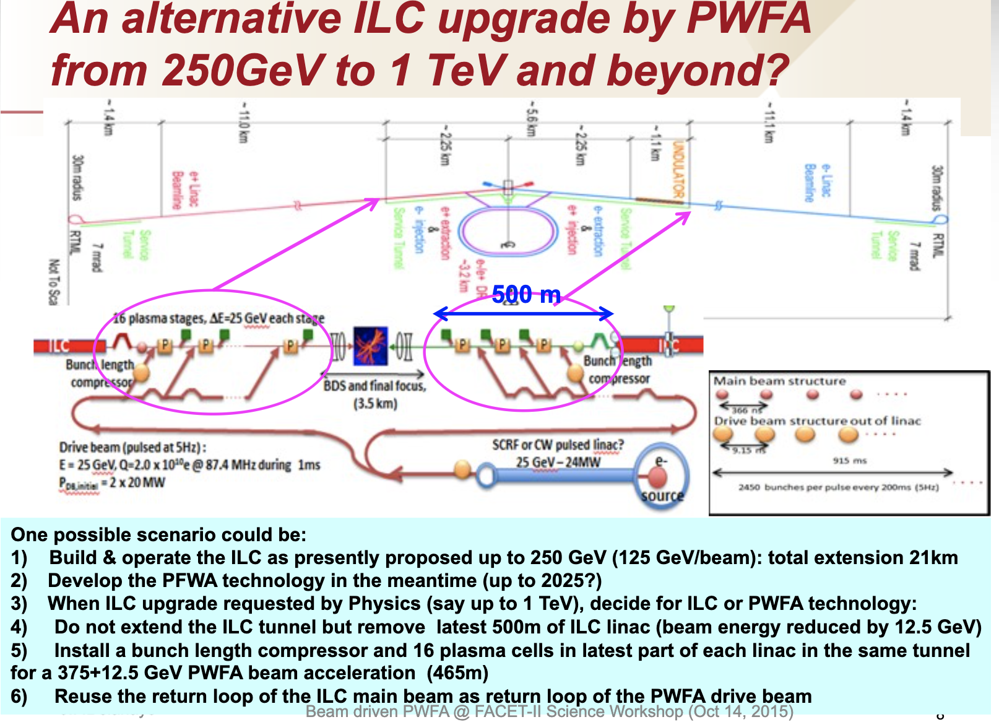 An alternative ILC upgrade by PWFA
from 250GeV to 1 TeV and beyond?
~ 1.4 km
~ 11.0 km
~ 5.6 km
~ 2.25 km
~ 2.25 km
~ 1.1 km
~ 11.1 km
~ 1.4 km
UNDULATOR
30m radius
e+ Linac
Beamline
e- Linac
Beamline
30m radius
RTML
7 mrad
Service
Tunnel
Service Tunnel
e- injection
&
e+ extraction
e-/e+ DR
~3.2 km
e+ injection
&
e- extraction
Service Tunnel
Service
Tunnel
7 mrad
RTML
Not To Sca
500 m
16 plasma stages, ΔE=25 GeV each stage
ILC
P
P
P
P
P
P
Bunch length
compressor
BDS and final focus,
(3.5 km)
Bunch length
compressor
Drive beam (pulsed at 5Hz) :
E = 25 GeV, Q=2.0 x 10¹⁰e @ 87.4 MHz during 1ms
P_DB,initial = 2 x 20 MW
SCRF or CW pulsed linac?
25 GeV – 24MW
e-
source
Main beam structure
366 ns
Drive beam structure out of linac
9.15 ns
915 ms
2450 bunches per pulse every 200ms (5Hz)
One possible scenario could be:
1) Build & operate the ILC as presently proposed up to 250 GeV (125 GeV/beam): total extension 21km
2) Develop the PFWA technology in the meantime (up to 2025?)
3) When ILC upgrade requested by Physics (say up to 1 TeV), decide for ILC or PWFA technology:
4) Do not extend the ILC tunnel but remove latest 500m of ILC linac (beam energy reduced by 12.5 GeV)
5) Install a bunch length compressor and 16 plasma cells in latest part of each linac in the same tunnel
for a 375+12.5 GeV PWFA beam acceleration (465m)
6) Reuse the return loop of the ILC main beam as return loop of the PWFA drive beam
Beam driven PWFA @ FACET-II Science Workshop (Oct 14, 2015)